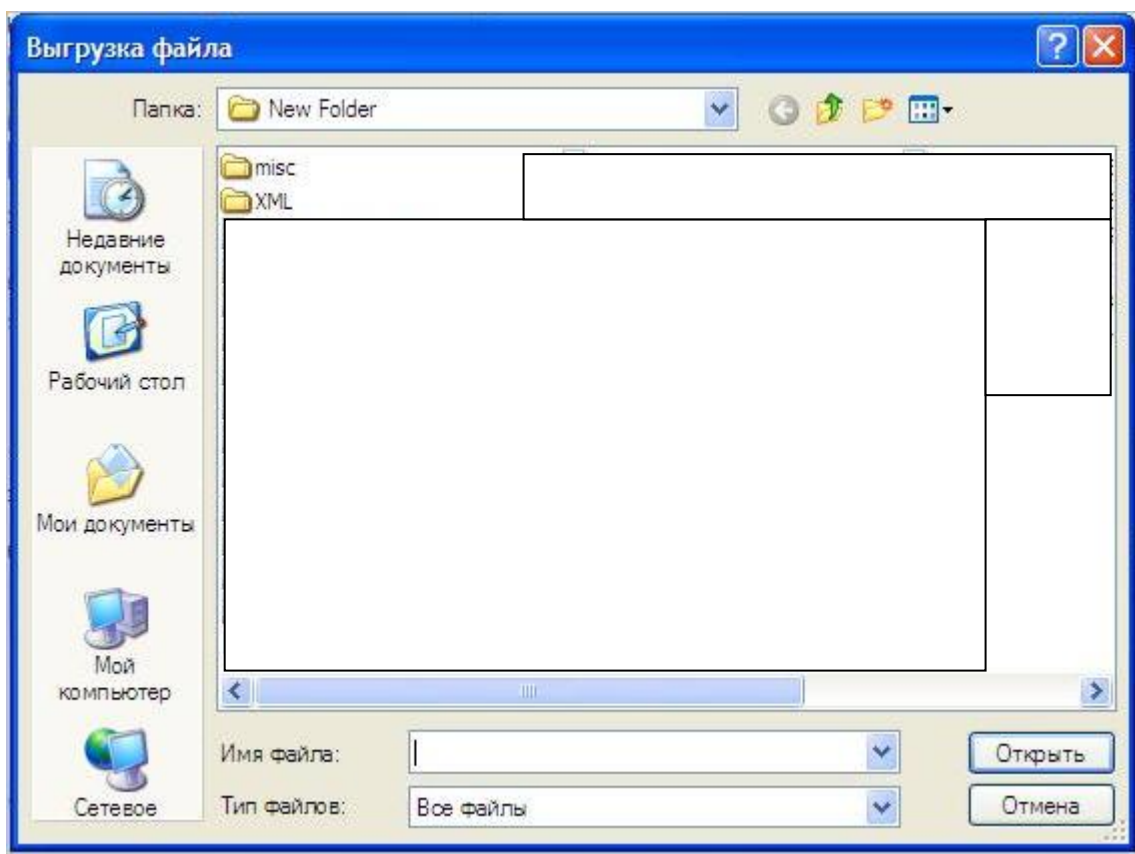 Выгрузка файла
Папка:
New Folder
misc
XML
Недавние
документы
Рабочий стол
Мои документы
Мой
компьютер
Сетевое
Имя файла:
Открыть
Тип файлов:
Все файлы
Отмена